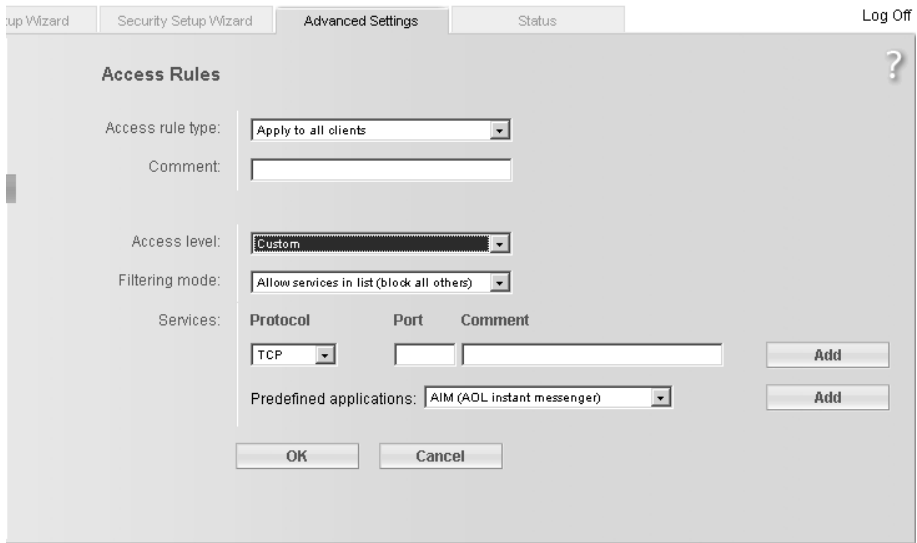 tup Wizard Security Setup Wizard Advanced Settings Status Log Off
?
Access Rules
Access rule type: Apply to all clients
Comment:
Access level: Custom
Filtering mode: Allow services in list (block all others)
Services: Protocol Port Comment
TCP Add
Predefined applications: AIM (AOL instant messenger) Add
OK Cancel